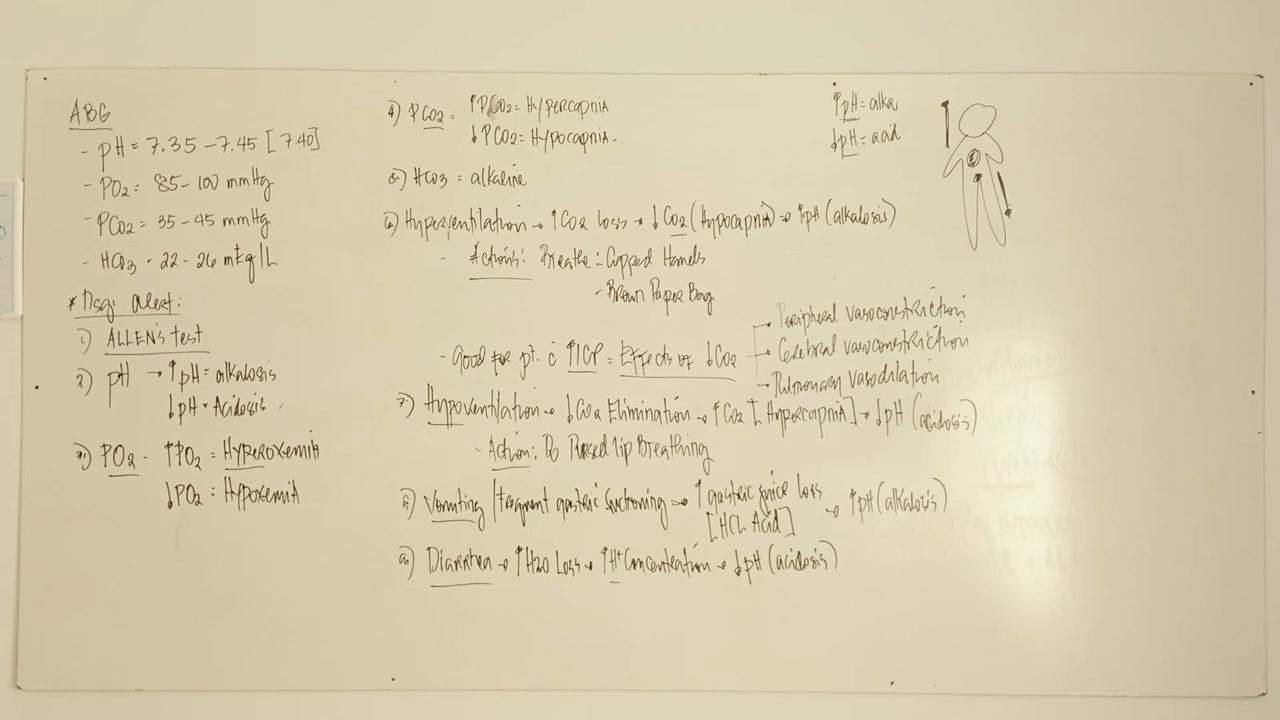 ABG
- pH = 7.35 - 7.45 [7.40]
- PO2 = 85 - 100 mmHg
- PCO2 = 35 - 45 mmHg
- HCO3 - 22 - 26 mEq/L
* Dsg: alert:
1) ALLEN's test
2) pH → ↑pH = alkalosis
↓pH = Acidosis
3) PO2 - ↑PO2 = Hyperoxemia
↓PO2 = Hypoxemia
4) PCO2 = ↑PCO2 = Hypercapnia
↓PCO2 = Hypocapnia
5) HCO3 = alkaline
6) Hyperventilation → ↑CO2 Loss → ↓CO2 (Hypocapnia) → ↑pH (alkalosis)
- Actions: Breathe: Cupped Hands
- Brown Paper Bag
- Good for pt. c̄ ↑ICP = Effects of ↓CO2
→ Peripheral vasoconstriction
→ Cerebral vasoconstriction
→ Pulmonary vasodilation
7) Hypoventilation → ↓CO2 Elimination → ↑CO2 [Hypercapnia] → ↓pH (acidosis)
- Action: Pursed lip Breathing
8) Vomiting / frequent gastric suctioning → ↑ gastric juice loss → ↑pH (alkalosis)
[HCl Acid]
9) Diarrhea → ↑H2O Loss → ↑H+ Concentration → ↓pH (acidosis)
↑pH = alka
↓pH = acid